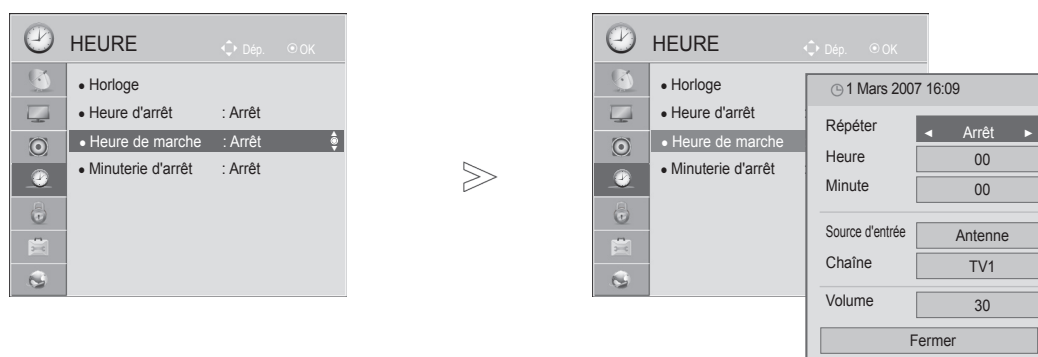 HEURE Dép. OK
• Horloge
• Heure d'arrêt : Arrêt
• Heure de marche : Arrêt
• Minuterie d'arrêt : Arrêt
HEURE Dép. OK
• Horloge
• Heure d'arrêt :
• Heure de marche
• Minuterie d'arrêt :
1 Mars 2007 16:09
Répéter ◄ Arrêt ►
Heure 00
Minute 00
Source d'entrée Antenne
Chaîne TV1
Volume 30
Fermer